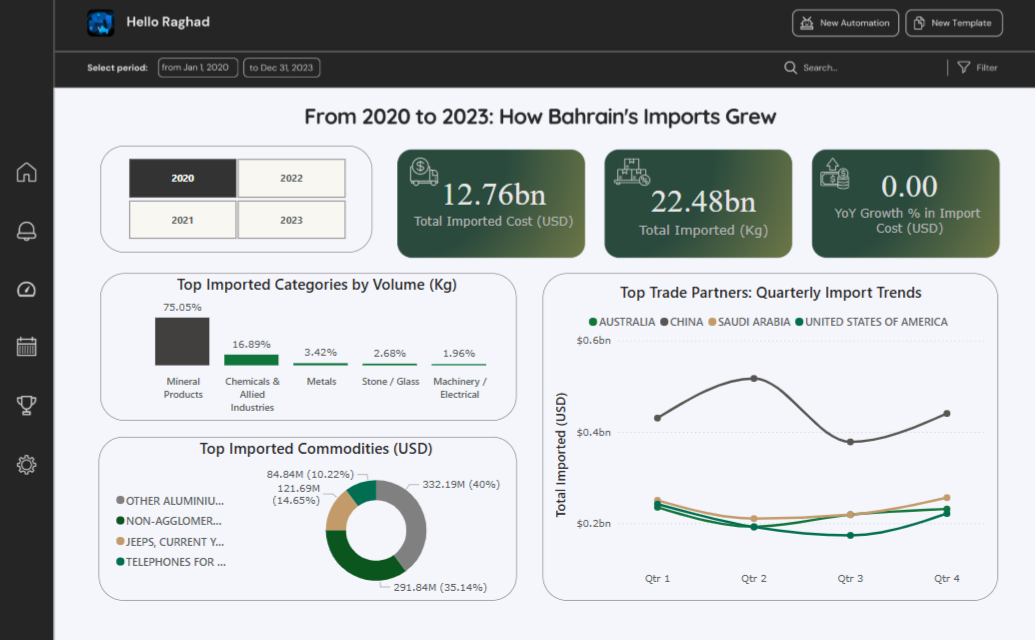 Hello Raghad
New Automation
New Template
Select period:
from Jan 1, 2020
to Dec 31, 2023
Search..
Filter
From 2020 to 2023: How Bahrain's Imports Grew
2020
2022
2021
2023
12.76bn
Total Imported Cost (USD)
22.48bn
Total Imported (Kg)
0.00
YoY Growth % in Import
Cost (USD)
Top Imported Categories by Volume (Kg)
75.05%
16.89%
3.42%
2.68%
1.96%
Mineral
Products
Chemicals &
Allied
Industries
Metals
Stone / Glass
Machinery /
Electrical
Top Imported Commodities (USD)
OTHER ALUMINIU...
NON-AGGLOMER...
JEEPS, CURRENT Y...
TELEPHONES FOR ...
84.84M (10.22%)
121.69M
(14.65%)
332.19M (40%)
291.84M (35.14%)
Top Trade Partners: Quarterly Import Trends
AUSTRALIA
CHINA
SAUDI ARABIA
UNITED STATES OF AMERICA
Total Imported (USD)
$0.6bn
$0.4bn
$0.2bn
Qtr 1
Qtr 2
Qtr 3
Qtr 4